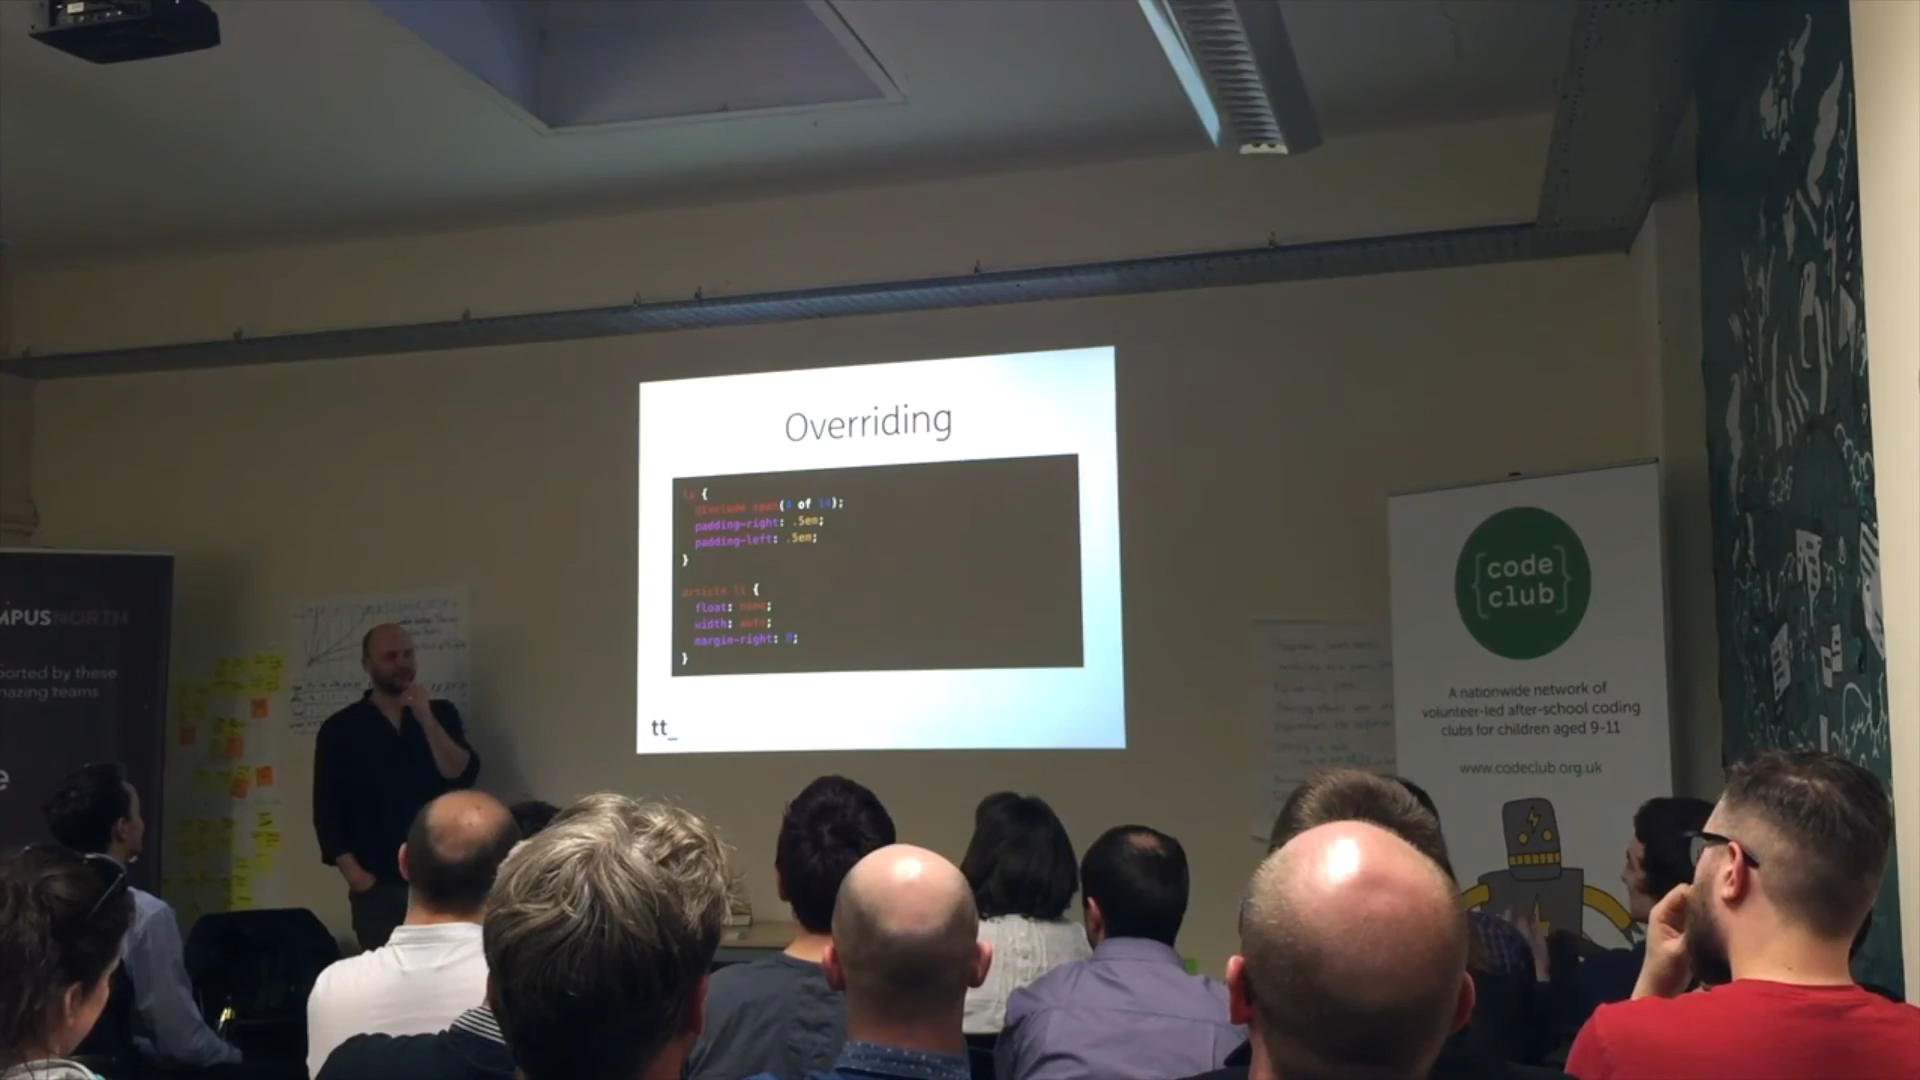 Overriding
li {
@include span(4 of 14);
padding-right: .5em;
padding-left: .5em;
}
article li {
float: none;
width: auto;
margin-right: 0;
}
tt_
MPUSNORTH
orted by these
azing teams
e
{code
club}
A nationwide network of
volunteer-led after-school coding
clubs for children aged 9-11
www.codeclub.org.uk